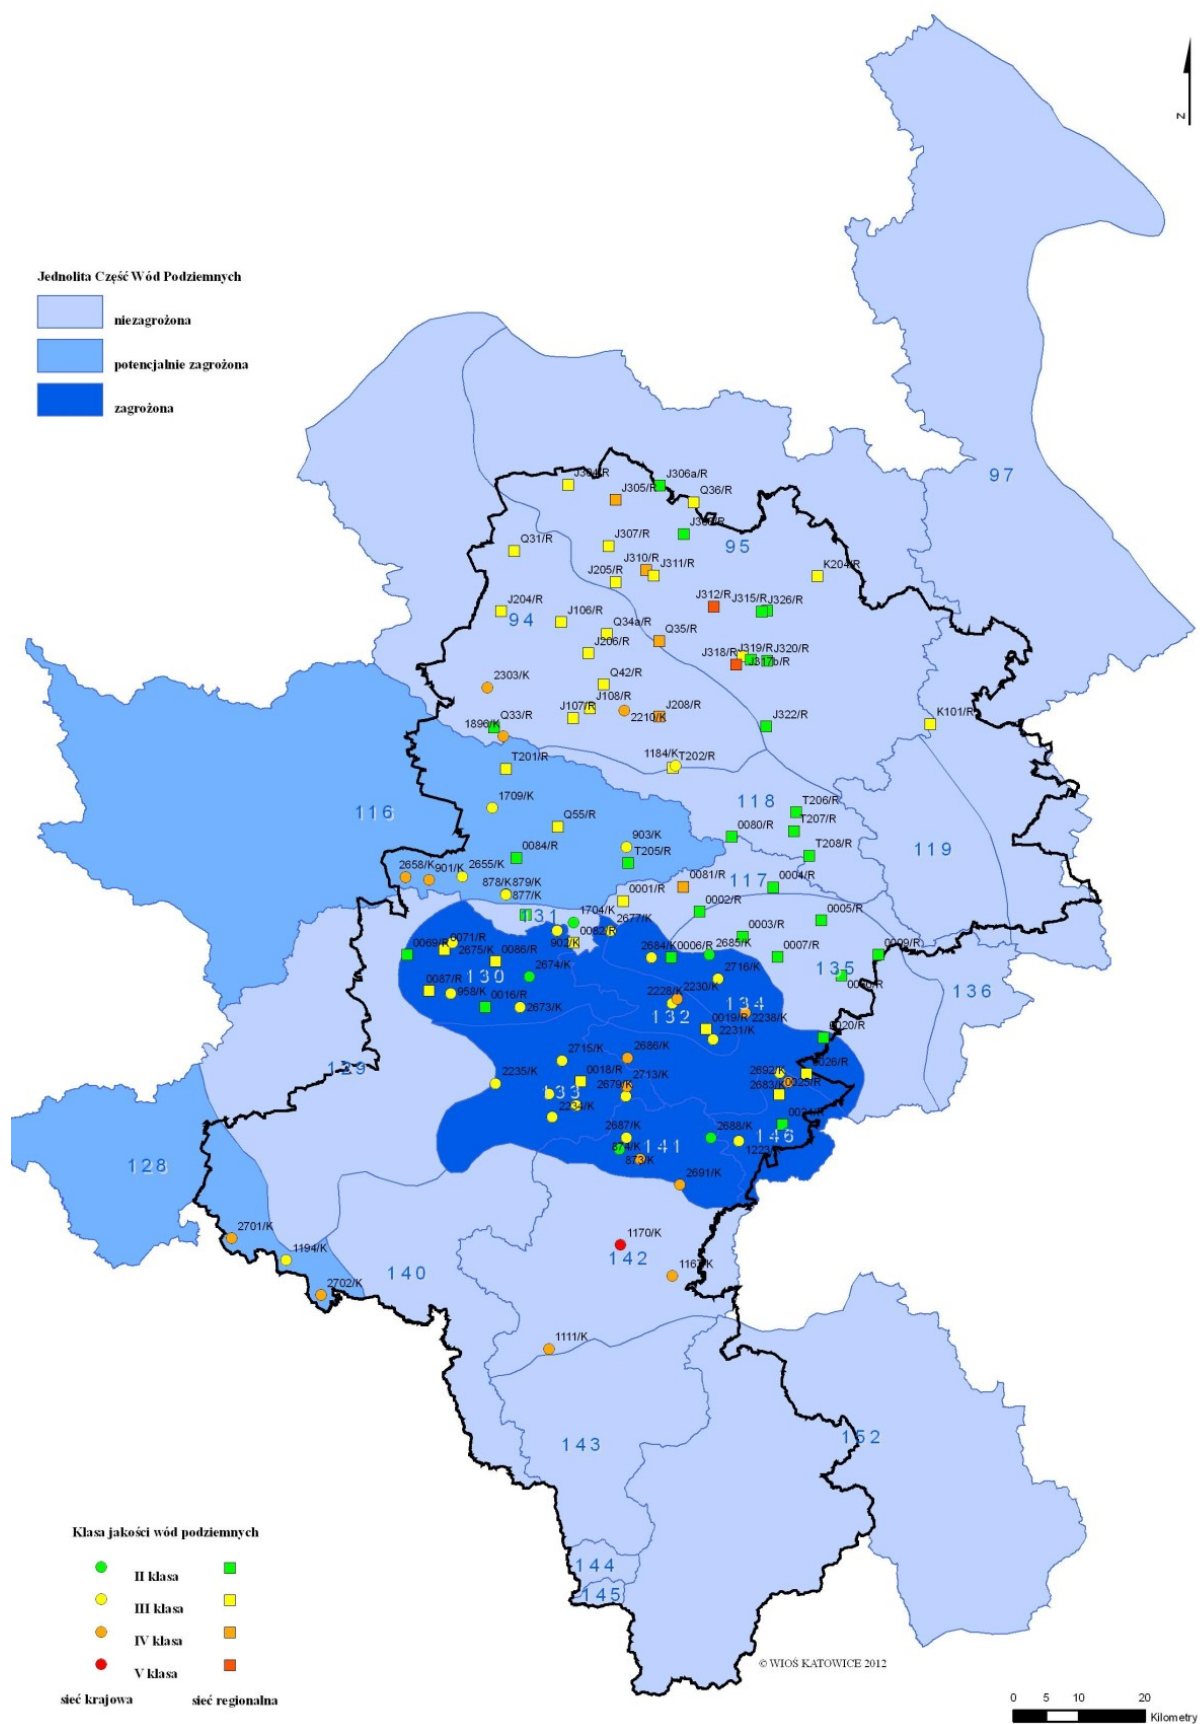 N
Jednolita Część Wód Podziemnych
niezagrożona
potencjalnie zagrożona
zagrożona
97
J304/R
J306a/R
J305/R
Q36/R
95
Q31/R
J307/R
J310/R
J311/R
J205/R
K204/R
J204/R
94
J106/R
Q34a/R
J312/R
J315/R
J326/R
J206/R
Q35/R
J318/R
J319/R
J320/R
J317b/R
2303/K
Q42/R
J108/R
J107/R
2210/K
J208/R
K101/R
1896/K
Q33/R
J322/R
T201/R
1184/K
T202/R
116
1709/K
118
T206/R
Q55/R
T207/R
0080/R
903/K
119
0084/R
T205/R
T208/R
2658/K
901/K
2655/K
878/K
879/K
877/K
0001/R
0081/R
117
0004/R
0002/R
131
1704/K
2677/K
0005/R
0082/R
902/K
0003/R
0071/R
0069/R
2675/K
0086/R
2684/K
0006/R
2685/K
0007/R
0009/R
130
2674/K
2716/K
135
136
0087/R
958/K
0016/R
2673/K
2228/K
2230/K
134
132
0019/R
2238/K
2231/K
0020/R
2715/K
2686/K
129
2235/K
0018/R
2713/K
2692/K
0026/R
133
2679/K
2683/K
0025/R
2234/K
2687/K
2688/K
874/K
141
146
873/K
128
2691/K
2701/K
1170/K
1194/K
142
2702/K
140
1111/K
143
152
Klasa jakości wód podziemnych
144
II klasa
145
III klasa
IV klasa
V klasa
© WIOŚ KATOWICE 2012
sieć krajowa
sieć regionalna
0
5
10
20
Kilometry